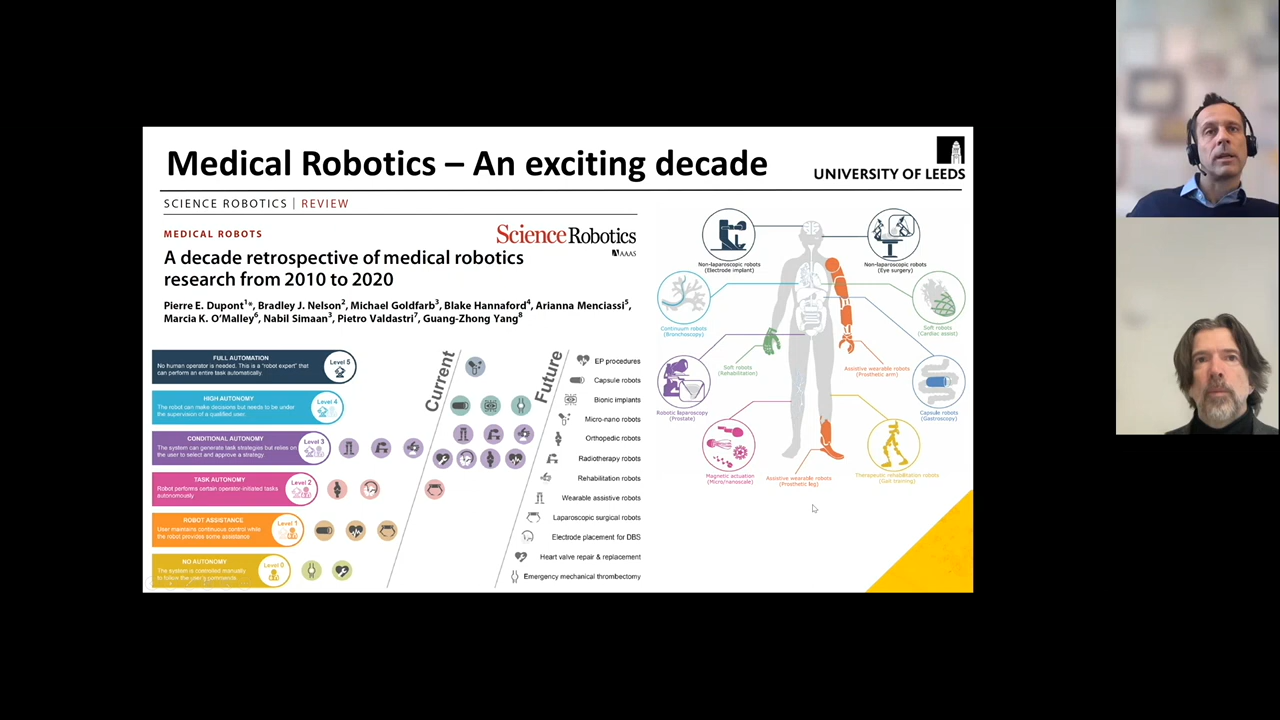 Medical Robotics – An exciting decade
UNIVERSITY OF LEEDS
SCIENCE ROBOTICS | REVIEW
MEDICAL ROBOTS
Science Robotics
AAAS
A decade retrospective of medical robotics
research from 2010 to 2020
Pierre E. Dupont1*, Bradley J. Nelson2, Michael Goldfarb3, Blake Hannaford4, Arianna Menciassi5,
Marcia K. O'Malley6, Nabil Simaan3, Pietro Valdastri7, Guang-Zhong Yang8
FULL AUTOMATION
No human operator is needed. This is a "robot expert" that
can perform an entire task automatically.
Level 5
HIGH AUTONOMY
The robot can make decisions but needs to be under
the supervision of a qualified user.
Level 4
CONDITIONAL AUTONOMY
The system can generate task strategies but relies on
the user to select and approve a strategy.
Level 3
TASK AUTONOMY
Robot performs certain operator-initiated tasks
autonomously
Level 2
ROBOT ASSISTANCE
User maintains continuous control while
the robot provides some assistance
Level 1
NO AUTONOMY
The system is controlled manually
to follow the user's commands.
Level 0
Current
Future
EP procedures
Capsule robots
Bionic implants
Micro-nano robots
Orthopedic robots
Radiotherapy robots
Rehabilitation robots
Wearable assistive robots
Laparoscopic surgical robots
Electrode placement for DBS
Heart valve repair & replacement
Emergency mechanical thrombectomy
Non-laparoscopic robots
(Electrode implant)
Non-laparoscopic robots
(Eye surgery)
Continuum robots
(Bronchoscopy)
Soft robots
(Cardiac assist)
Soft robots
(Rehabilitation)
Assistive wearable robots
(Prosthetic arm)
Robotic laparoscopy
(Prostate)
Capsule robots
(Gastroscopy)
Magnetic actuation
(Micro/nanoscale)
Assistive wearable robots
(Prosthetic leg)
Therapeutic rehabilitation robots
(Gait training)